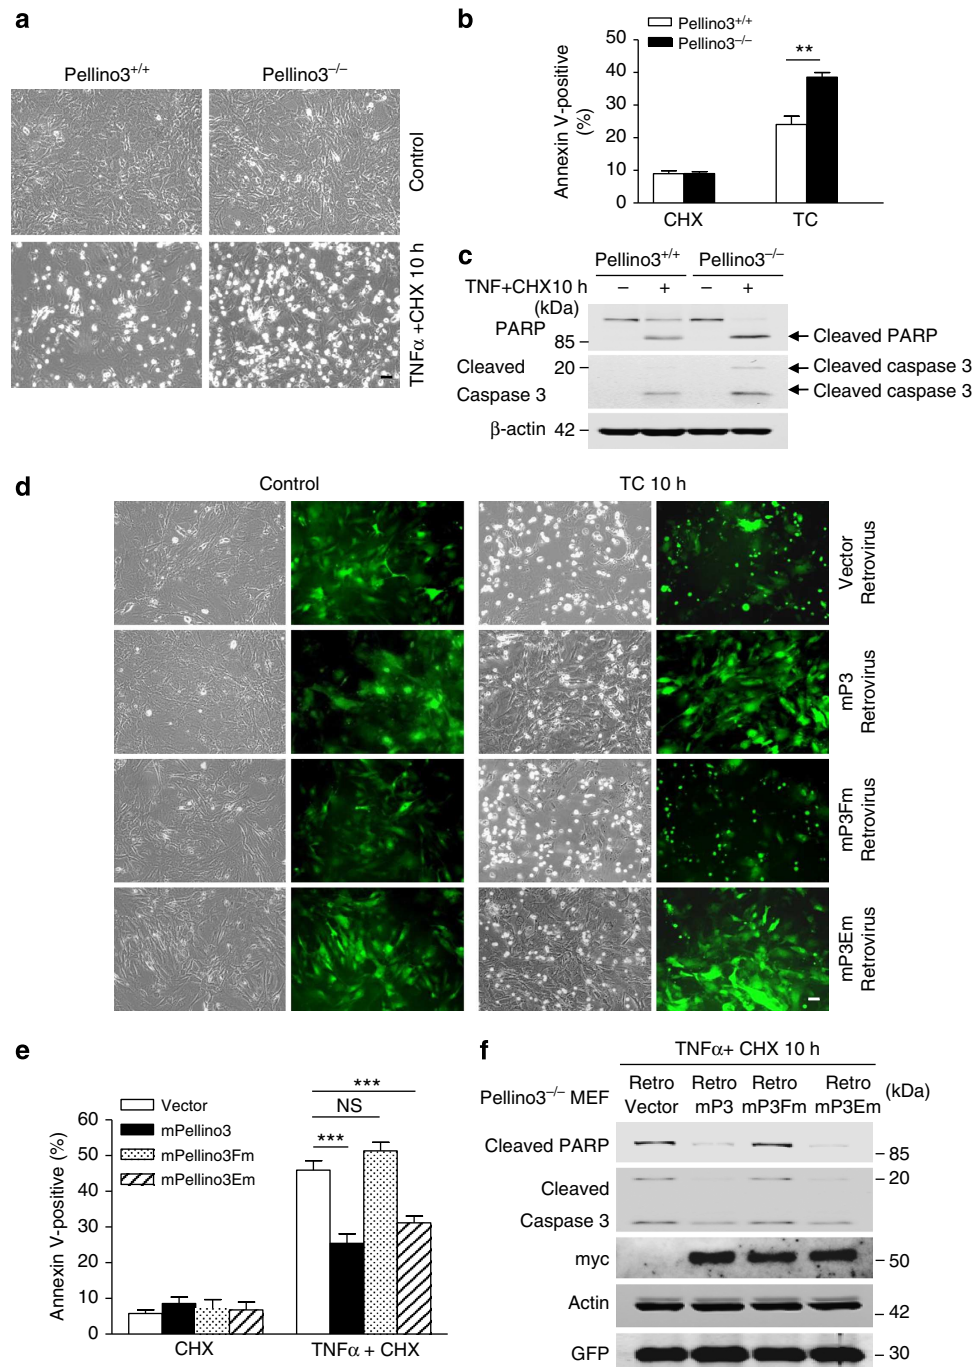 a
Pellino3+/+
Pellino3–/–
Control
TNFα +CHX 10 h
b
Pellino3+/+
Pellino3–/–
Annexin V-positive
(%)
50
40
30
20
10
0
**
CHX
TC
c
Pellino3+/+
Pellino3–/–
TNF+CHX10 h
–
+
–
+
(kDa)
PARP
85
Cleaved PARP
Cleaved
20
Cleaved caspase 3
Caspase 3
Cleaved caspase 3
β-actin
42
d
Control
TC 10 h
Vector
Retrovirus
mP3
Retrovirus
mP3Fm
Retrovirus
mP3Em
Retrovirus
e
Vector
mPellino3
mPellino3Fm
mPellino3Em
Annexin V-positive (%)
60
50
40
30
20
10
0
***
NS
***
CHX
TNFα + CHX
f
TNFα+ CHX 10 h
Pellino3–/– MEF
Retro
Vector
Retro
mP3
Retro
mP3Fm
Retro
mP3Em
(kDa)
Cleaved PARP
85
Cleaved
20
Caspase 3
myc
50
Actin
42
GFP
30